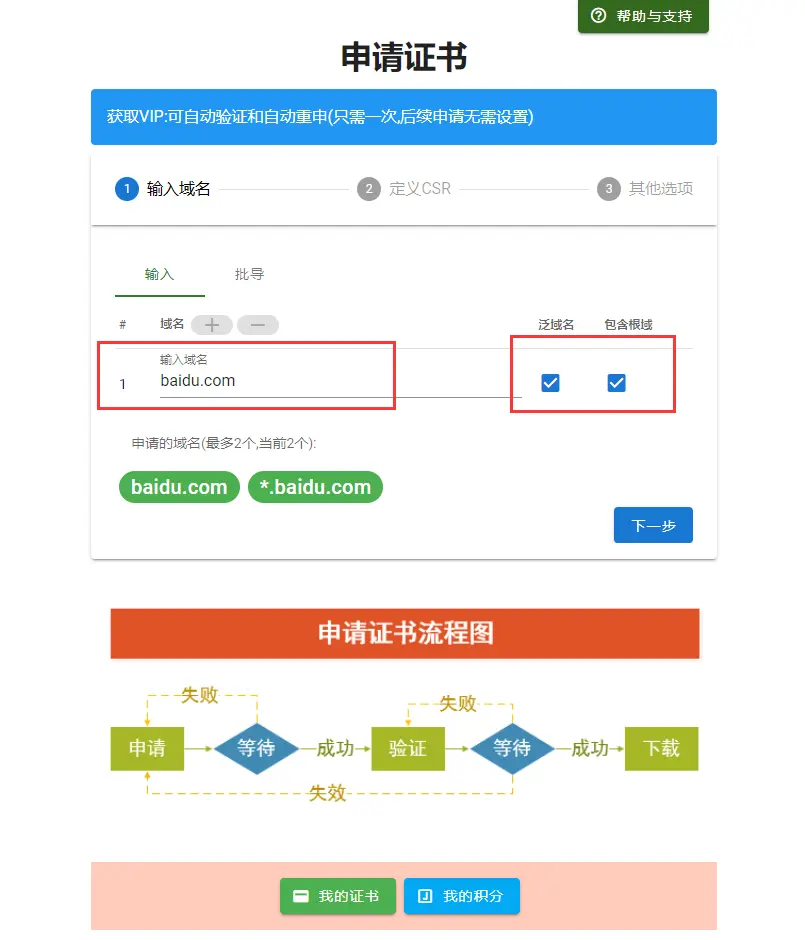 帮助与支持
申请证书
获取VIP:可自动验证和自动重申(只需一次,后续申请无需设置)
1 输入域名 2 定义CSR 3 其他选项
输入 批导
# 域名 泛域名 包含根域
输入域名
1 baidu.com
申请的域名(最多2个,当前2个):
baidu.com *.baidu.com
下一步
申请证书流程图
失败 失败
申请 等待 成功 验证 等待 成功 下载
失效
我的证书 我的积分